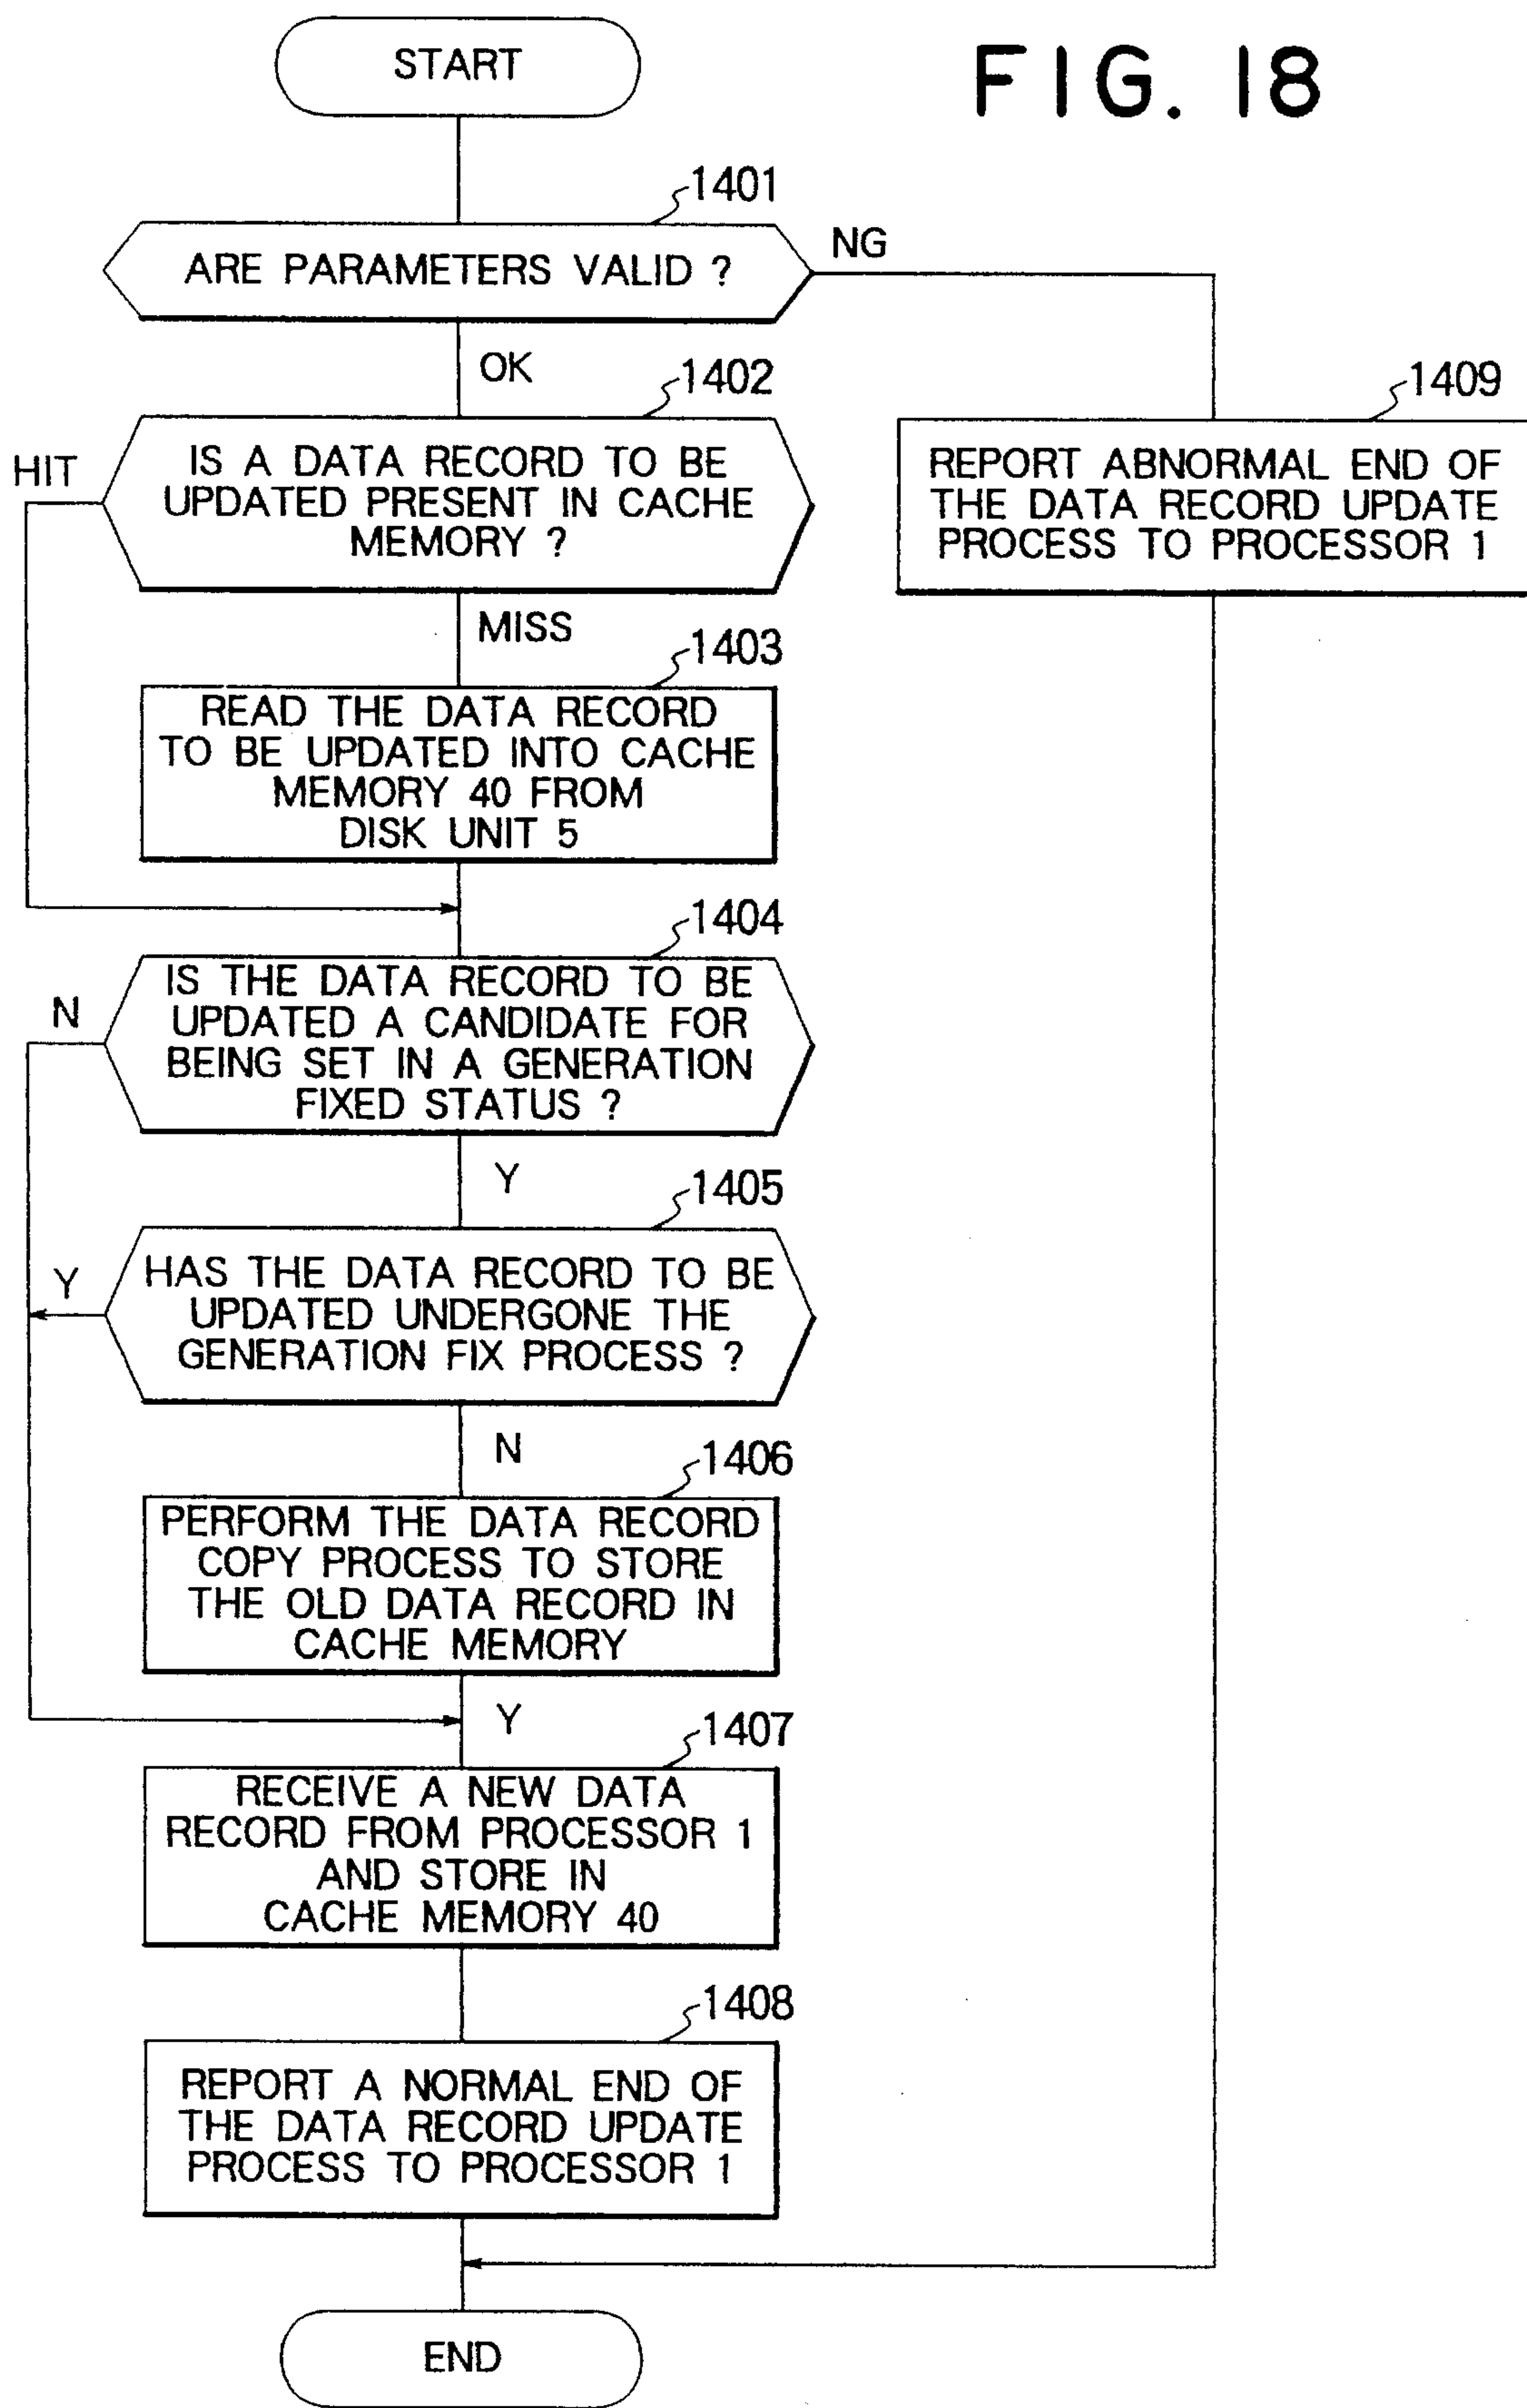 START
FIG. 18
1401
ARE PARAMETERS VALID ?
NG
OK
1402
HIT
IS A DATA RECORD TO BE
UPDATED PRESENT IN CACHE
MEMORY ?
1409
REPORT ABNORMAL END OF
THE DATA RECORD UPDATE
PROCESS TO PROCESSOR 1
MISS
1403
READ THE DATA RECORD
TO BE UPDATED INTO CACHE
MEMORY 40 FROM
DISK UNIT 5
1404
N
IS THE DATA RECORD TO BE
UPDATED A CANDIDATE FOR
BEING SET IN A GENERATION
FIXED STATUS ?
Y
1405
Y
HAS THE DATA RECORD TO BE
UPDATED UNDERGONE THE
GENERATION FIX PROCESS ?
N
1406
PERFORM THE DATA RECORD
COPY PROCESS TO STORE
THE OLD DATA RECORD IN
CACHE MEMORY
Y
1407
RECEIVE A NEW DATA
RECORD FROM PROCESSOR 1
AND STORE IN
CACHE MEMORY 40
1408
REPORT A NORMAL END OF
THE DATA RECORD UPDATE
PROCESS TO PROCESSOR 1
END